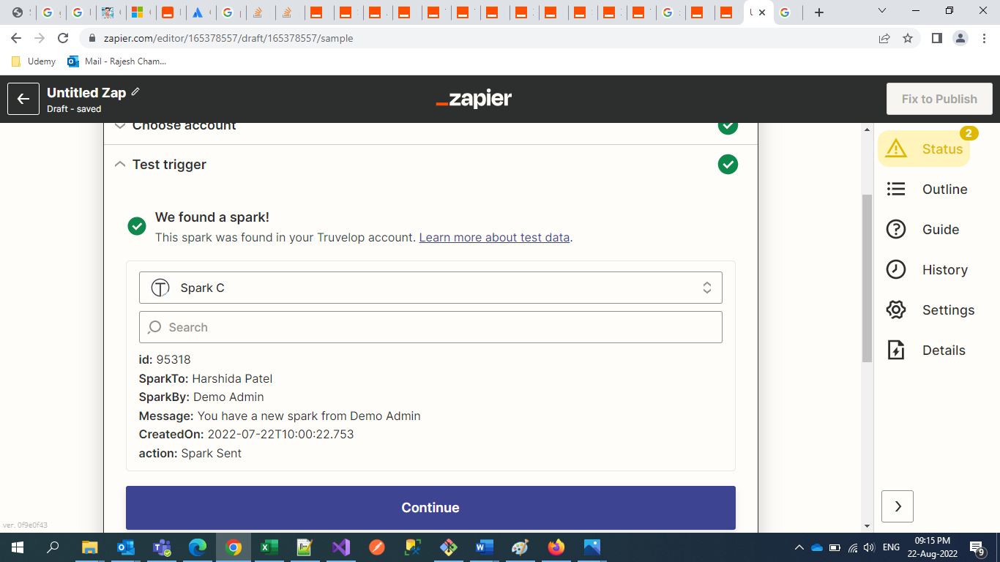 zapier.com/editor/165378557/draft/165378557/sample
Udemy
Mail - Rajesh Cham...
Untitled Zap
Draft - saved
_zapier
Fix to Publish
Choose account
Test trigger
We found a spark!
This spark was found in your Truvelop account. Learn more about test data.
Spark C
Search
id: 95318
SparkTo: Harshida Patel
SparkBy: Demo Admin
Message: You have a new spark from Demo Admin
CreatedOn: 2022-07-22T10:00:22.753
action: Spark Sent
Continue
2
Status
Outline
Guide
History
Settings
Details
ver. 0f9e0f43
ENG
09:15 PM
22-Aug-2022
9